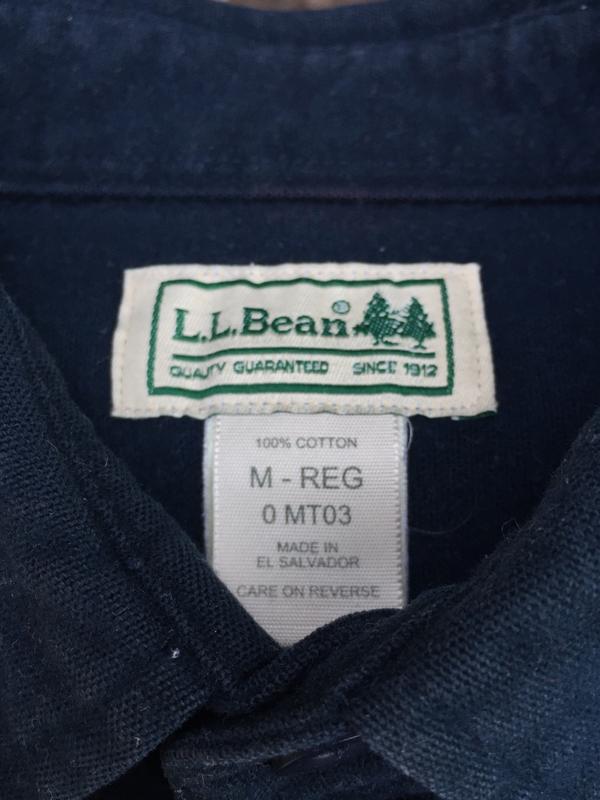 L.L.Bean®
QUALITY GUARANTEED SINCE 1912
100% COTTON
M - REG
0 MT03
MADE IN
EL SALVADOR
CARE ON REVERSE